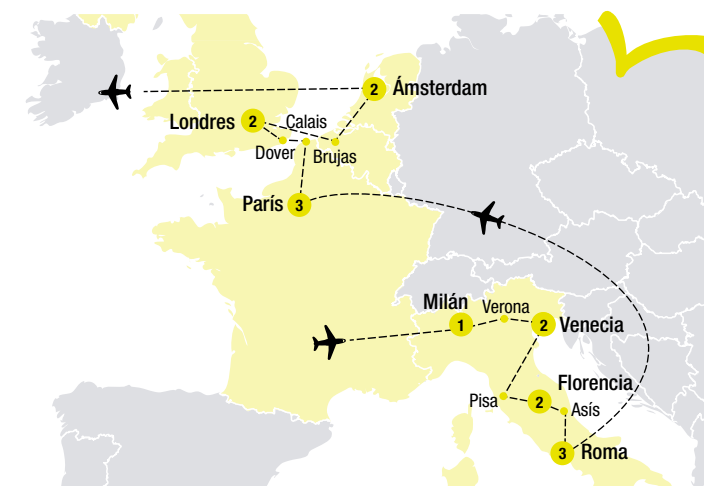 2 Ámsterdam
Londres 2 Calais
Dover Brujas
París 3
Milán Verona
1 2 Venecia
Florencia
Pisa 2 Asís
3 Roma